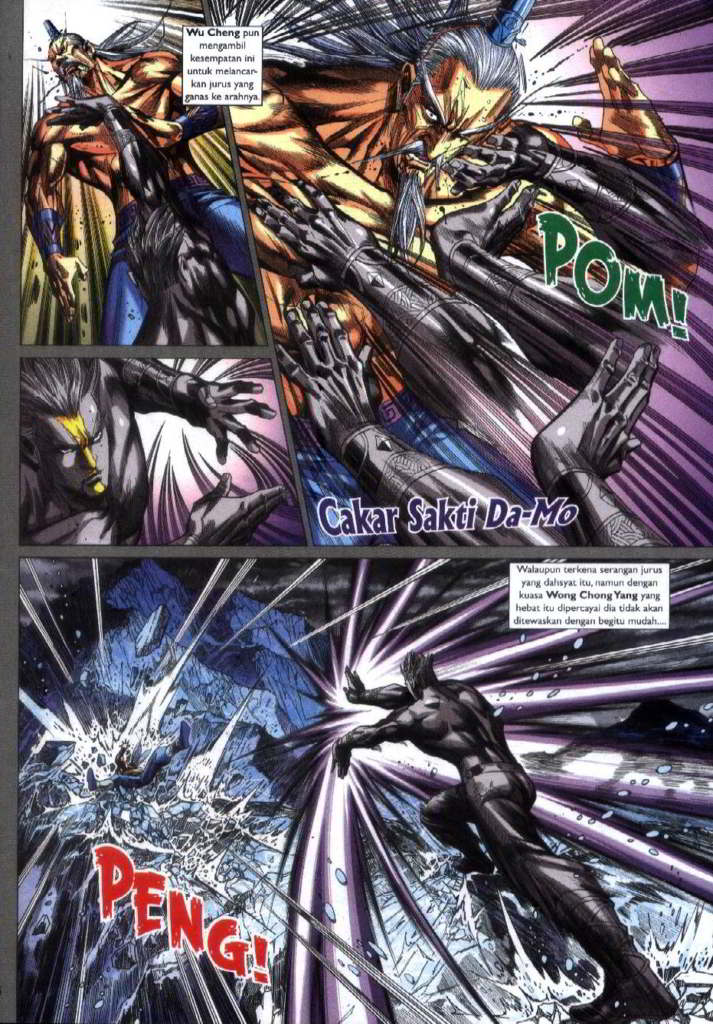 Wu Cheng pun
mengambil
kesempatan ini
untuk melancar-
kan jurus yang
ganas ke arahnya.
POM!
Cakar Sakti Da-Mo
Walaupun terkena serangan jurus
yang dahsyat itu, namun dengan
kuasa Wong Chong Yang yang
hebat itu dipercayai dia tidak akan
ditewaskan dengan begitu mudah....
PENG!